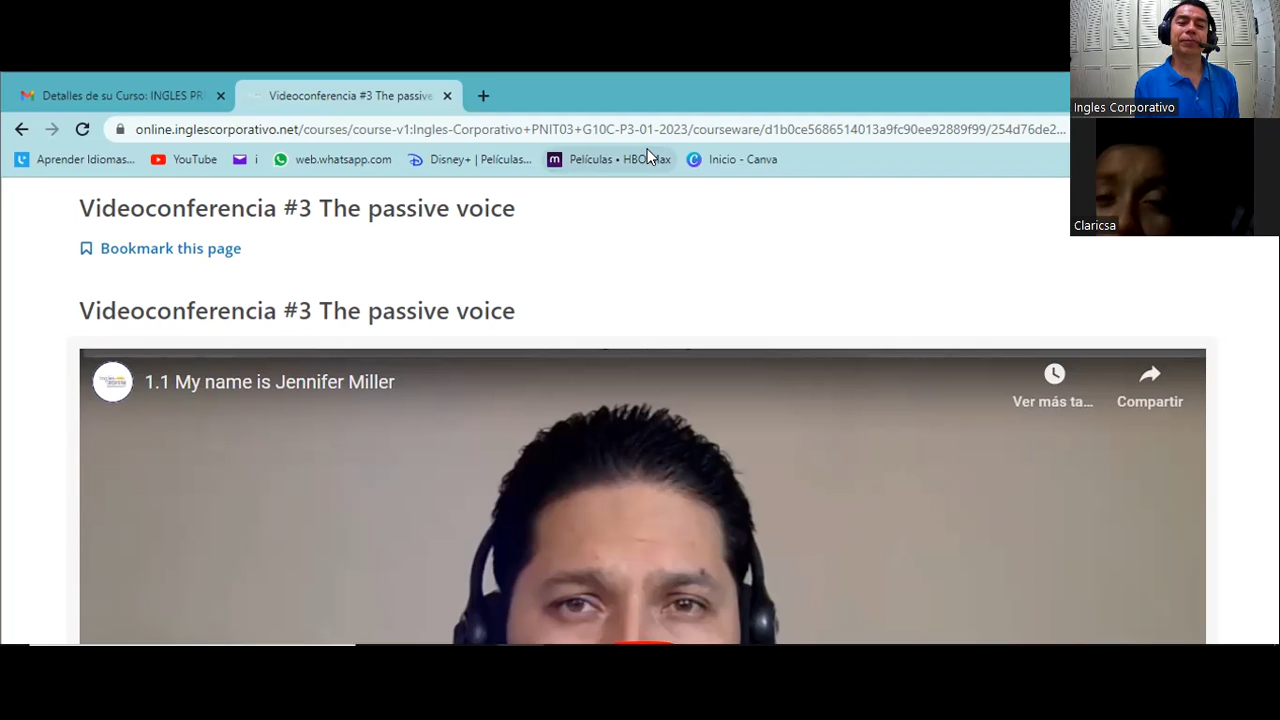 Detalles de su Curso: INGLES PR
Videoconferencia #3 The passive
online.inglescorporativo.net/courses/course-v1:Ingles-Corporativo+PNIT03+G10C-P3-01-2023/courseware/d1b0ce5686514013a9fc90ee92889f99/254d76de2...
Aprender Idiomas... YouTube i web.whatsapp.com Disney+ | Películas... Películas • HBO Max Inicio - Canva
Ingles Corporativo
Claricsa
Videoconferencia #3 The passive voice
Bookmark this page
Videoconferencia #3 The passive voice
1.1 My name is Jennifer Miller
Ver más ta...
Compartir